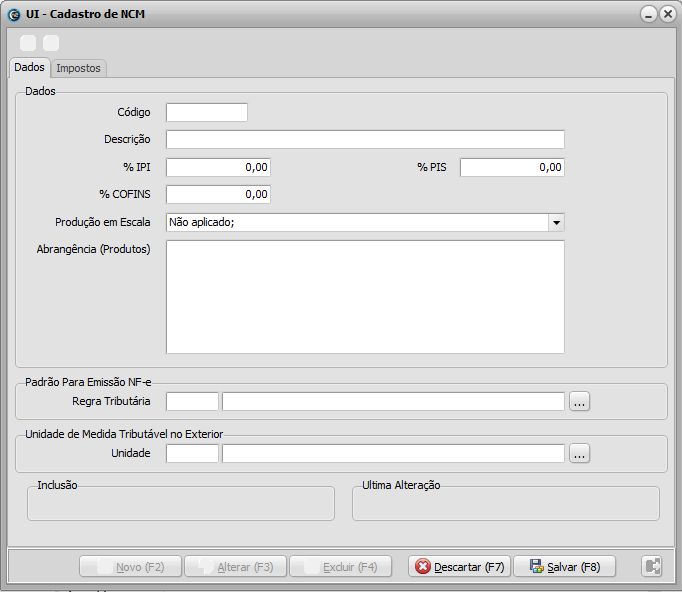 UI - Cadastro de NCM
Dados Impostos
Dados
Código
Descrição
% IPI 0,00 % PIS 0,00
% COFINS 0,00
Produção em Escala Não aplicado;
Abrangência (Produtos)
Padrão Para Emissão NF-e
Regra Tributária ...
Unidade de Medida Tributável no Exterior
Unidade ...
Inclusão Ultima Alteração
Novo (F2) Alterar (F3) Excluir (F4) Descartar (F7) Salvar (F8)